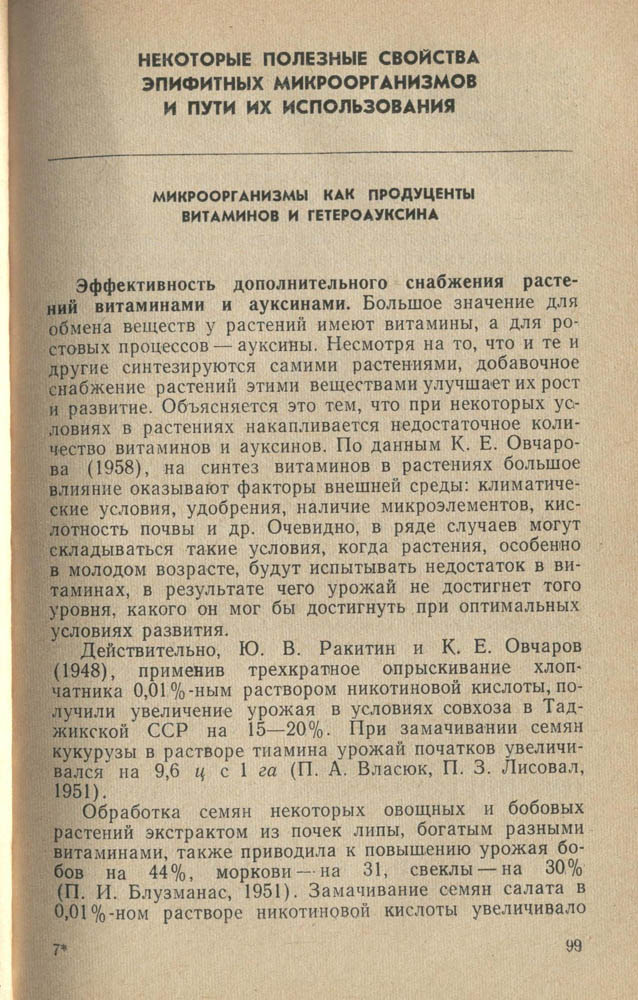 НЕКОТОРЫЕ ПОЛЕЗНЫЕ СВОЙСТВА
ЭПИФИТНЫХ МИКРООРГАНИЗМОВ
И ПУТИ ИХ ИСПОЛЬЗОВАНИЯ
МИКРООРГАНИЗМЫ КАК ПРОДУЦЕНТЫ
ВИТАМИНОВ И ГЕТЕРОАУКСИНА
Эффективность дополнительного снабжения расте-
ний витаминами и ауксинами. Большое значение для
обмена веществ у растений имеют витамины, а для ро-
стовых процессов — ауксины. Несмотря на то, что и те и
другие синтезируются самими растениями, добавочное
снабжение растений этими веществами улучшает их рост
и развитие. Объясняется это тем, что при некоторых ус-
ловиях в растениях накапливается недостаточное коли-
чество витаминов и ауксинов. По данным К. Е. Овчаро-
ва (1958), на синтез витаминов в растениях большое
влияние оказывают факторы внешней среды: климатиче-
ские условия, удобрения, наличие микроэлементов, кис-
лотность почвы и др. Очевидно, в ряде случаев могут
складываться такие условия, когда растения, особенно
в молодом возрасте, будут испытывать недостаток в ви-
таминах, в результате чего урожай не достигнет того
уровня, какого он мог бы достигнуть при оптимальных
условиях развития.
Действительно, Ю. В. Ракитин и К. Е. Овчаров
(1948), применив трехкратное опрыскивание хлоп-
чатника 0,01%-ным раствором никотиновой кислоты, по-
лучили увеличение урожая в условиях совхоза в Тад-
жикской ССР на 15—20%. При замачивании семян
кукурузы в растворе тиамина урожай початков увеличи-
вался на 9,6 ц с 1 га (П. А. Власюк, П. З. Лисовал,
1951).
Обработка семян некоторых овощных и бобовых
растений экстрактом из почек липы, богатым разными
витаминами, также приводила к повышению урожая бо-
бов на 44%, моркови — на 31, свеклы — на 30%
(П. И. Блузманас, 1951). Замачивание семян салата в
0,01%-ном растворе никотиновой кислоты увеличивало
7*
99